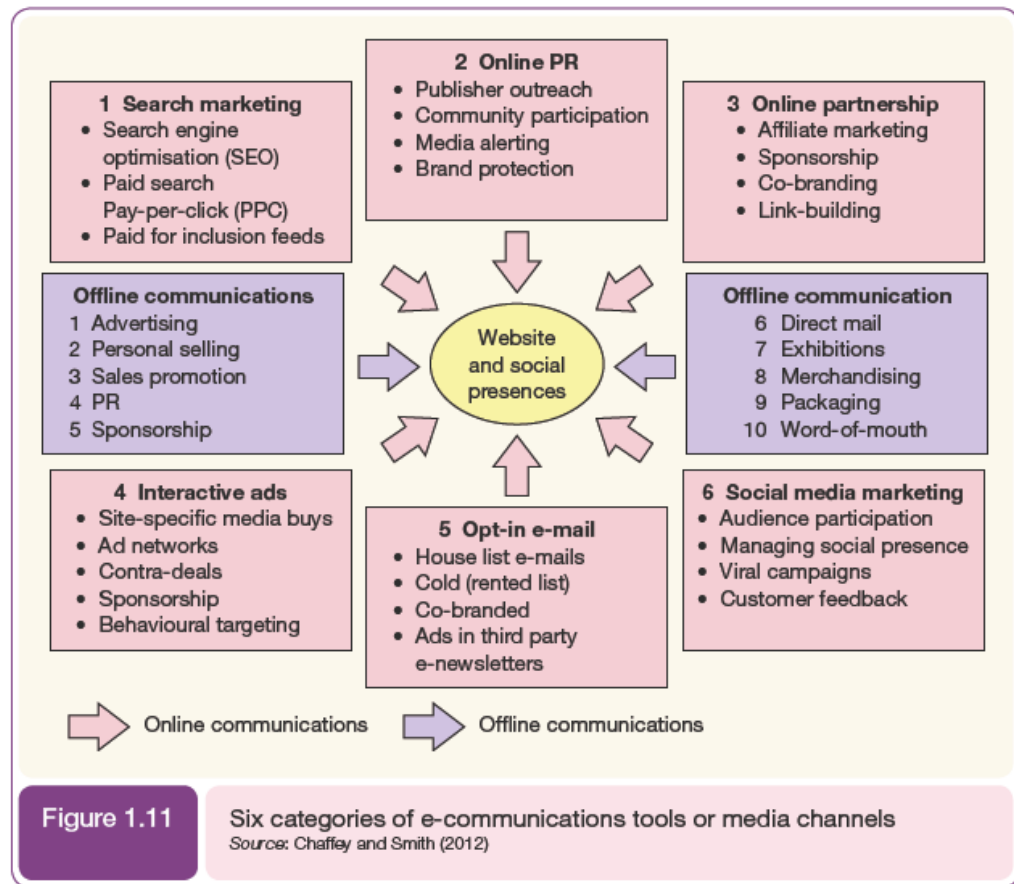 1 Search marketing
• Search engine
optimisation (SEO)
• Paid search
Pay-per-click (PPC)
• Paid for inclusion feeds
2 Online PR
• Publisher outreach
• Community participation
• Media alerting
• Brand protection
3 Online partnership
• Affiliate marketing
• Sponsorship
• Co-branding
• Link-building
Offline communications
1 Advertising
2 Personal selling
3 Sales promotion
4 PR
5 Sponsorship
Website
and social
presences
Offline communication
6 Direct mail
7 Exhibitions
8 Merchandising
9 Packaging
10 Word-of-mouth
4 Interactive ads
• Site-specific media buys
• Ad networks
• Contra-deals
• Sponsorship
• Behavioural targeting
5 Opt-in e-mail
• House list e-mails
• Cold (rented list)
• Co-branded
• Ads in third party
e-newsletters
6 Social media marketing
• Audience participation
• Managing social presence
• Viral campaigns
• Customer feedback
Online communications
Offline communications
Figure 1.11
Six categories of e-communications tools or media channels
Source: Chaffey and Smith (2012)